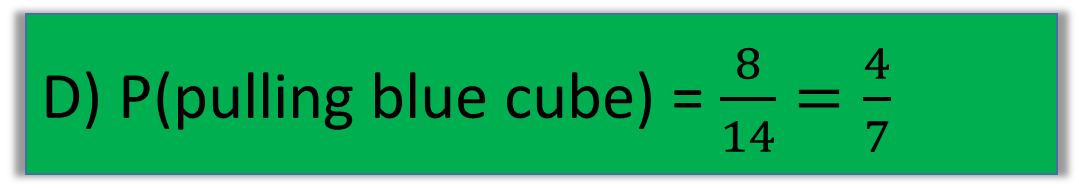 D) P(pulling blue cube) = 8/14 = 4/7